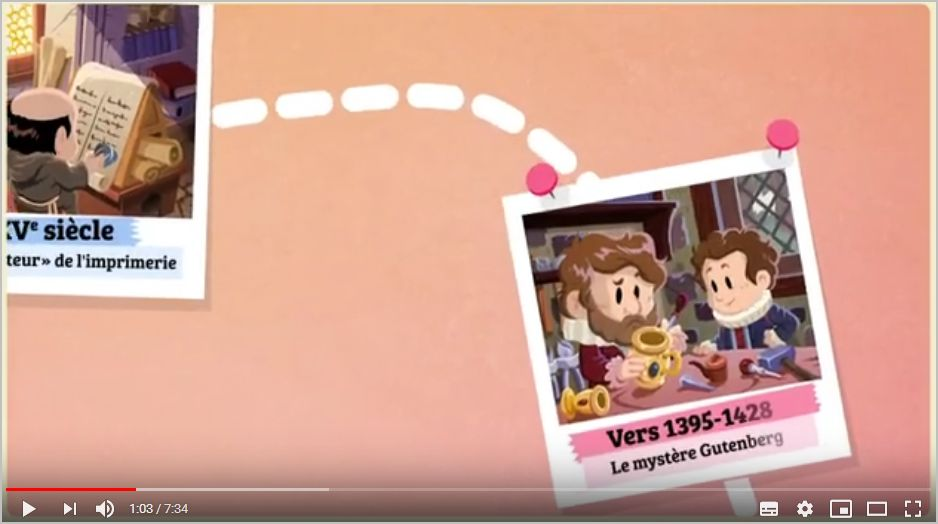 XVe siècle
teur» de l'imprimerie
Vers 1395-1428
Le mystère Gutenberg
1:03 / 7:34